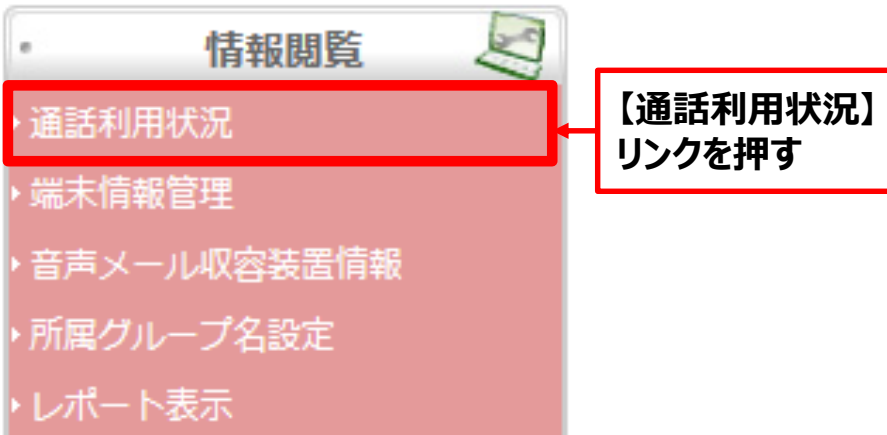 情報閲覧
通話利用状況
【通話利用状況】
リンクを押す
端末情報管理
音声メール収容装置情報
所属グループ名設定
レポート表示